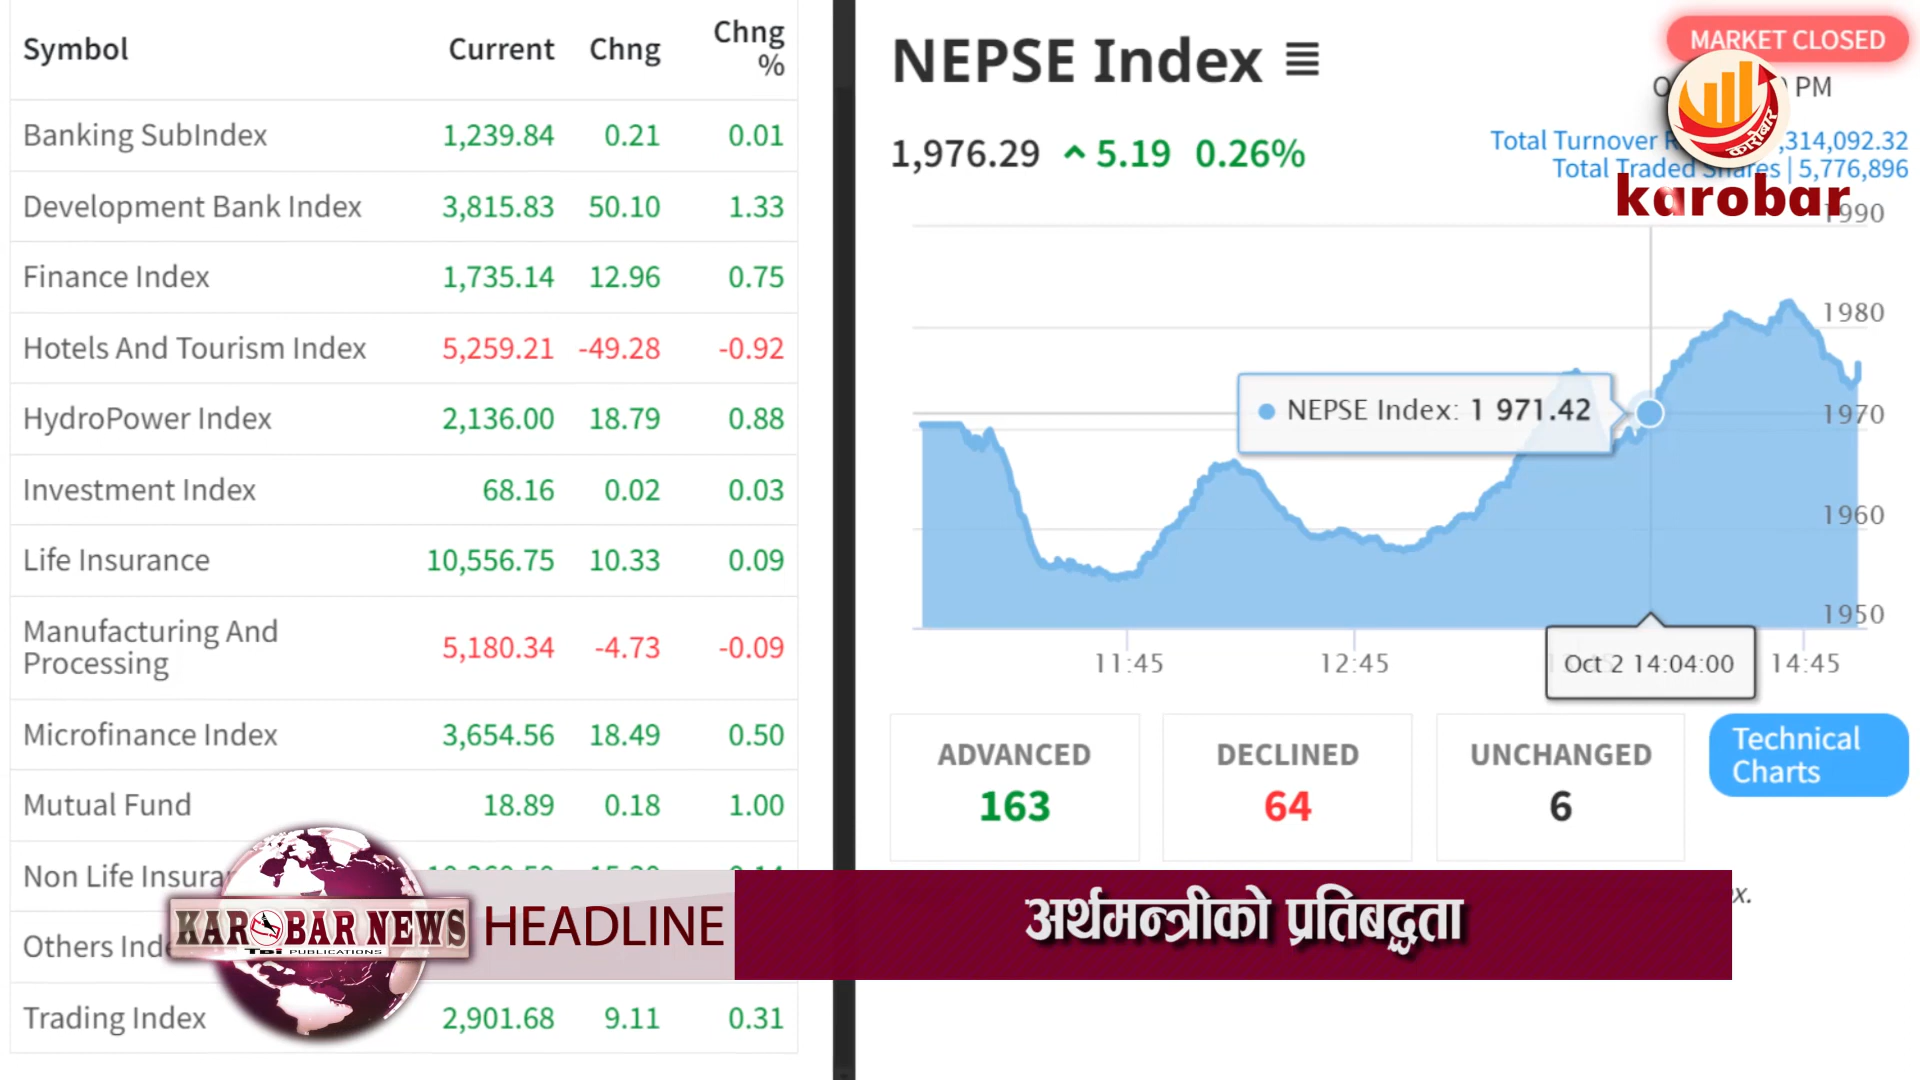 Symbol Current Chng Chng %
Banking SubIndex 1,239.84 0.21 0.01
Development Bank Index 3,815.83 50.10 1.33
Finance Index 1,735.14 12.96 0.75
Hotels And Tourism Index 5,259.21 -49.28 -0.92
HydroPower Index 2,136.00 18.79 0.88
Investment Index 68.16 0.02 0.03
Life Insurance 10,556.75 10.33 0.09
Manufacturing And
Processing 5,180.34 -4.73 -0.09
Microfinance Index 3,654.56 18.49 0.50
Mutual Fund 18.89 0.18 1.00
Non Life
Others
Trading Index 2,901.68 9.11 0.31
NEPSE Index
1,976.29 5.19 0.26%
MARKET CLOSED
PM
Total Turnover ,314,092.32
Total Traded Shares | 5,776,896
कारोबार
karobar
1990
1980
1970
1960
1950
NEPSE Index: 1 971.42
11:45 12:45 14:45
Oct 2 14:04:00
ADVANCED
163
DECLINED
64
UNCHANGED
6
Technical
Charts
KAROBAR NEWS
TBI PUBLICATIONS
HEADLINE
अर्थमन्त्रीको प्रतिबद्धता